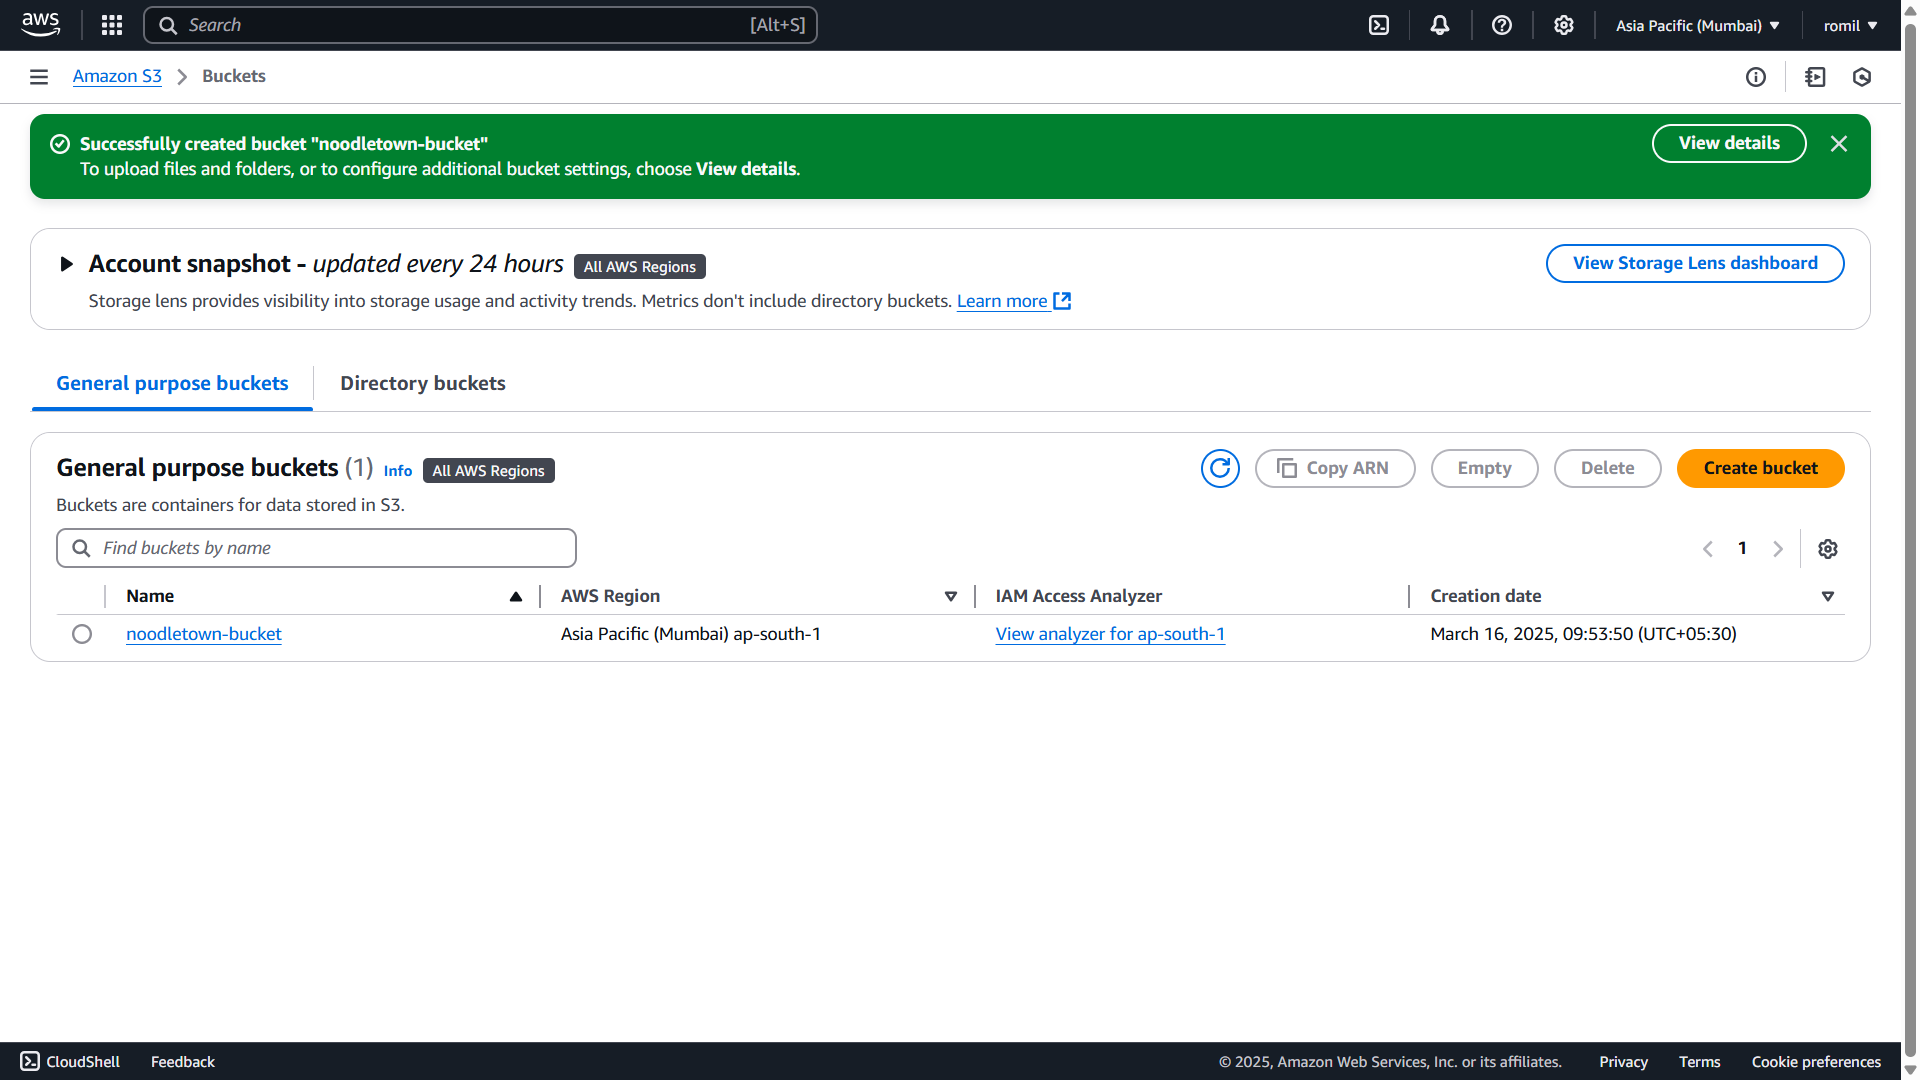 aws
Search [Alt+S]
Asia Pacific (Mumbai)
romil
Amazon S3 Buckets
Successfully created bucket "noodletown-bucket"
To upload files and folders, or to configure additional bucket settings, choose View details.
View details
Account snapshot - updated every 24 hours All AWS Regions
Storage lens provides visibility into storage usage and activity trends. Metrics don't include directory buckets. Learn more
View Storage Lens dashboard
General purpose buckets Directory buckets
General purpose buckets (1) Info All AWS Regions
Copy ARN Empty Delete Create bucket
Buckets are containers for data stored in S3.
Find buckets by name
1
Name AWS Region IAM Access Analyzer Creation date
noodletown-bucket Asia Pacific (Mumbai) ap-south-1 View analyzer for ap-south-1 March 16, 2025, 09:53:50 (UTC+05:30)
CloudShell Feedback © 2025, Amazon Web Services, Inc. or its affiliates. Privacy Terms Cookie preferences